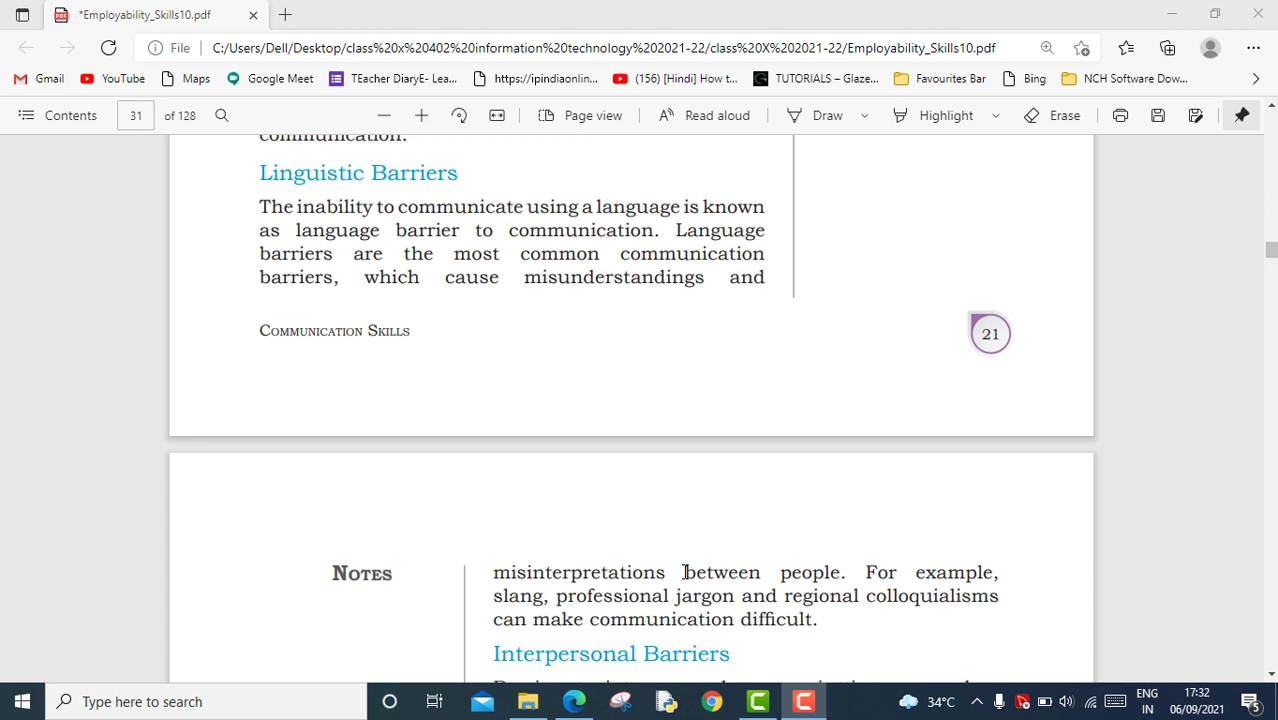 *Employability_Skills10.pdf
File
C:/Users/Dell/Desktop/class%20x%20402%20information%20technology%202021-22/class%20X%202021-22/Employability_Skills10.pdf
Gmail
YouTube
Maps
Google Meet
TEacher DiaryE- Lea...
https://ipindiaonlin...
(156) [Hindi] How t...
TUTORIALS – Glaze...
Favourites Bar
Bing
NCH Software Dow...
Contents
31 of 128
Page view
Read aloud
Draw
Highlight
Erase
communication.
Linguistic Barriers
The inability to communicate using a language is known
as language barrier to communication. Language
barriers are the most common communication
barriers, which cause misunderstandings and
Communication Skills
21
Notes
misinterpretations between people. For example,
slang, professional jargon and regional colloquialisms
can make communication difficult.
Interpersonal Barriers
Type here to search
34°C
ENG
IN
17:32
06/09/2021
5